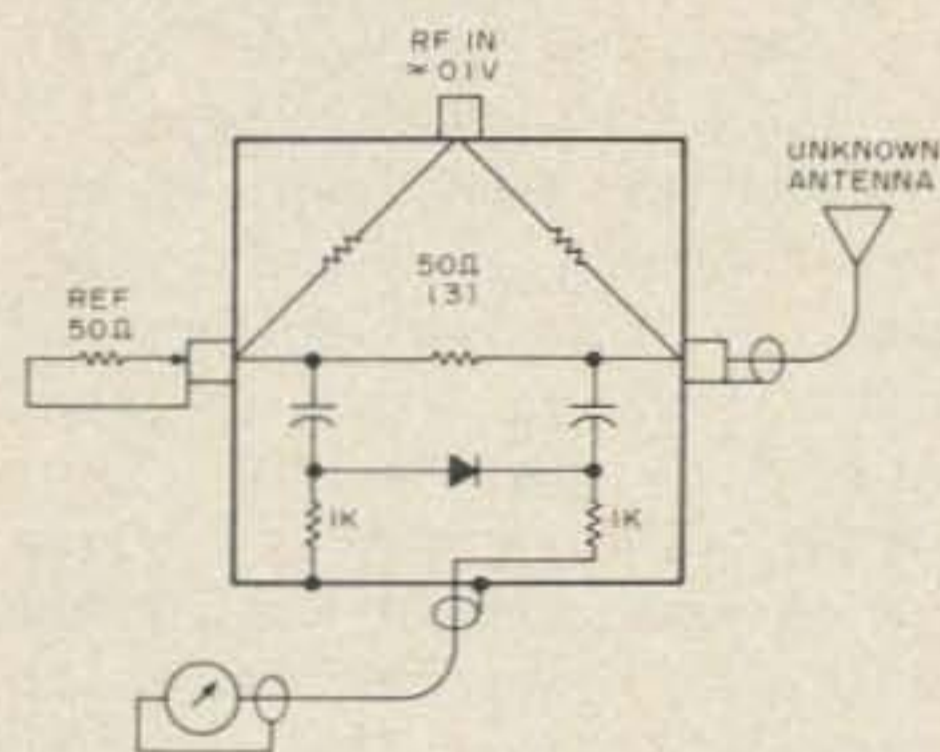 RF IN
≈ 0.1V
UNKNOWN
ANTENNA
50Ω
(3)
REF
50Ω
1K
1K